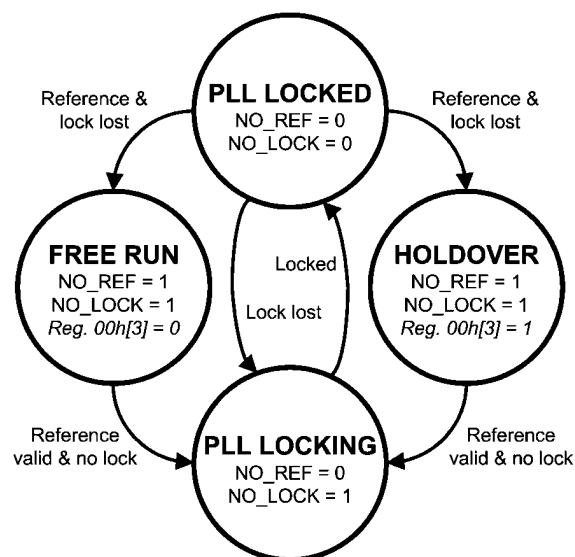 PLL LOCKED
NO_REF = 0
NO_LOCK = 0
Reference &
lock lost
Reference &
lock lost
FREE RUN
NO_REF = 1
NO_LOCK = 1
Reg. 00h[3] = 0
Locked
Lock lost
HOLDOVER
NO_REF = 1
NO_LOCK = 1
Reg. 00h[3] = 1
Reference
valid & no lock
PLL LOCKING
NO_REF = 0
NO_LOCK = 1
Reference
valid & no lock